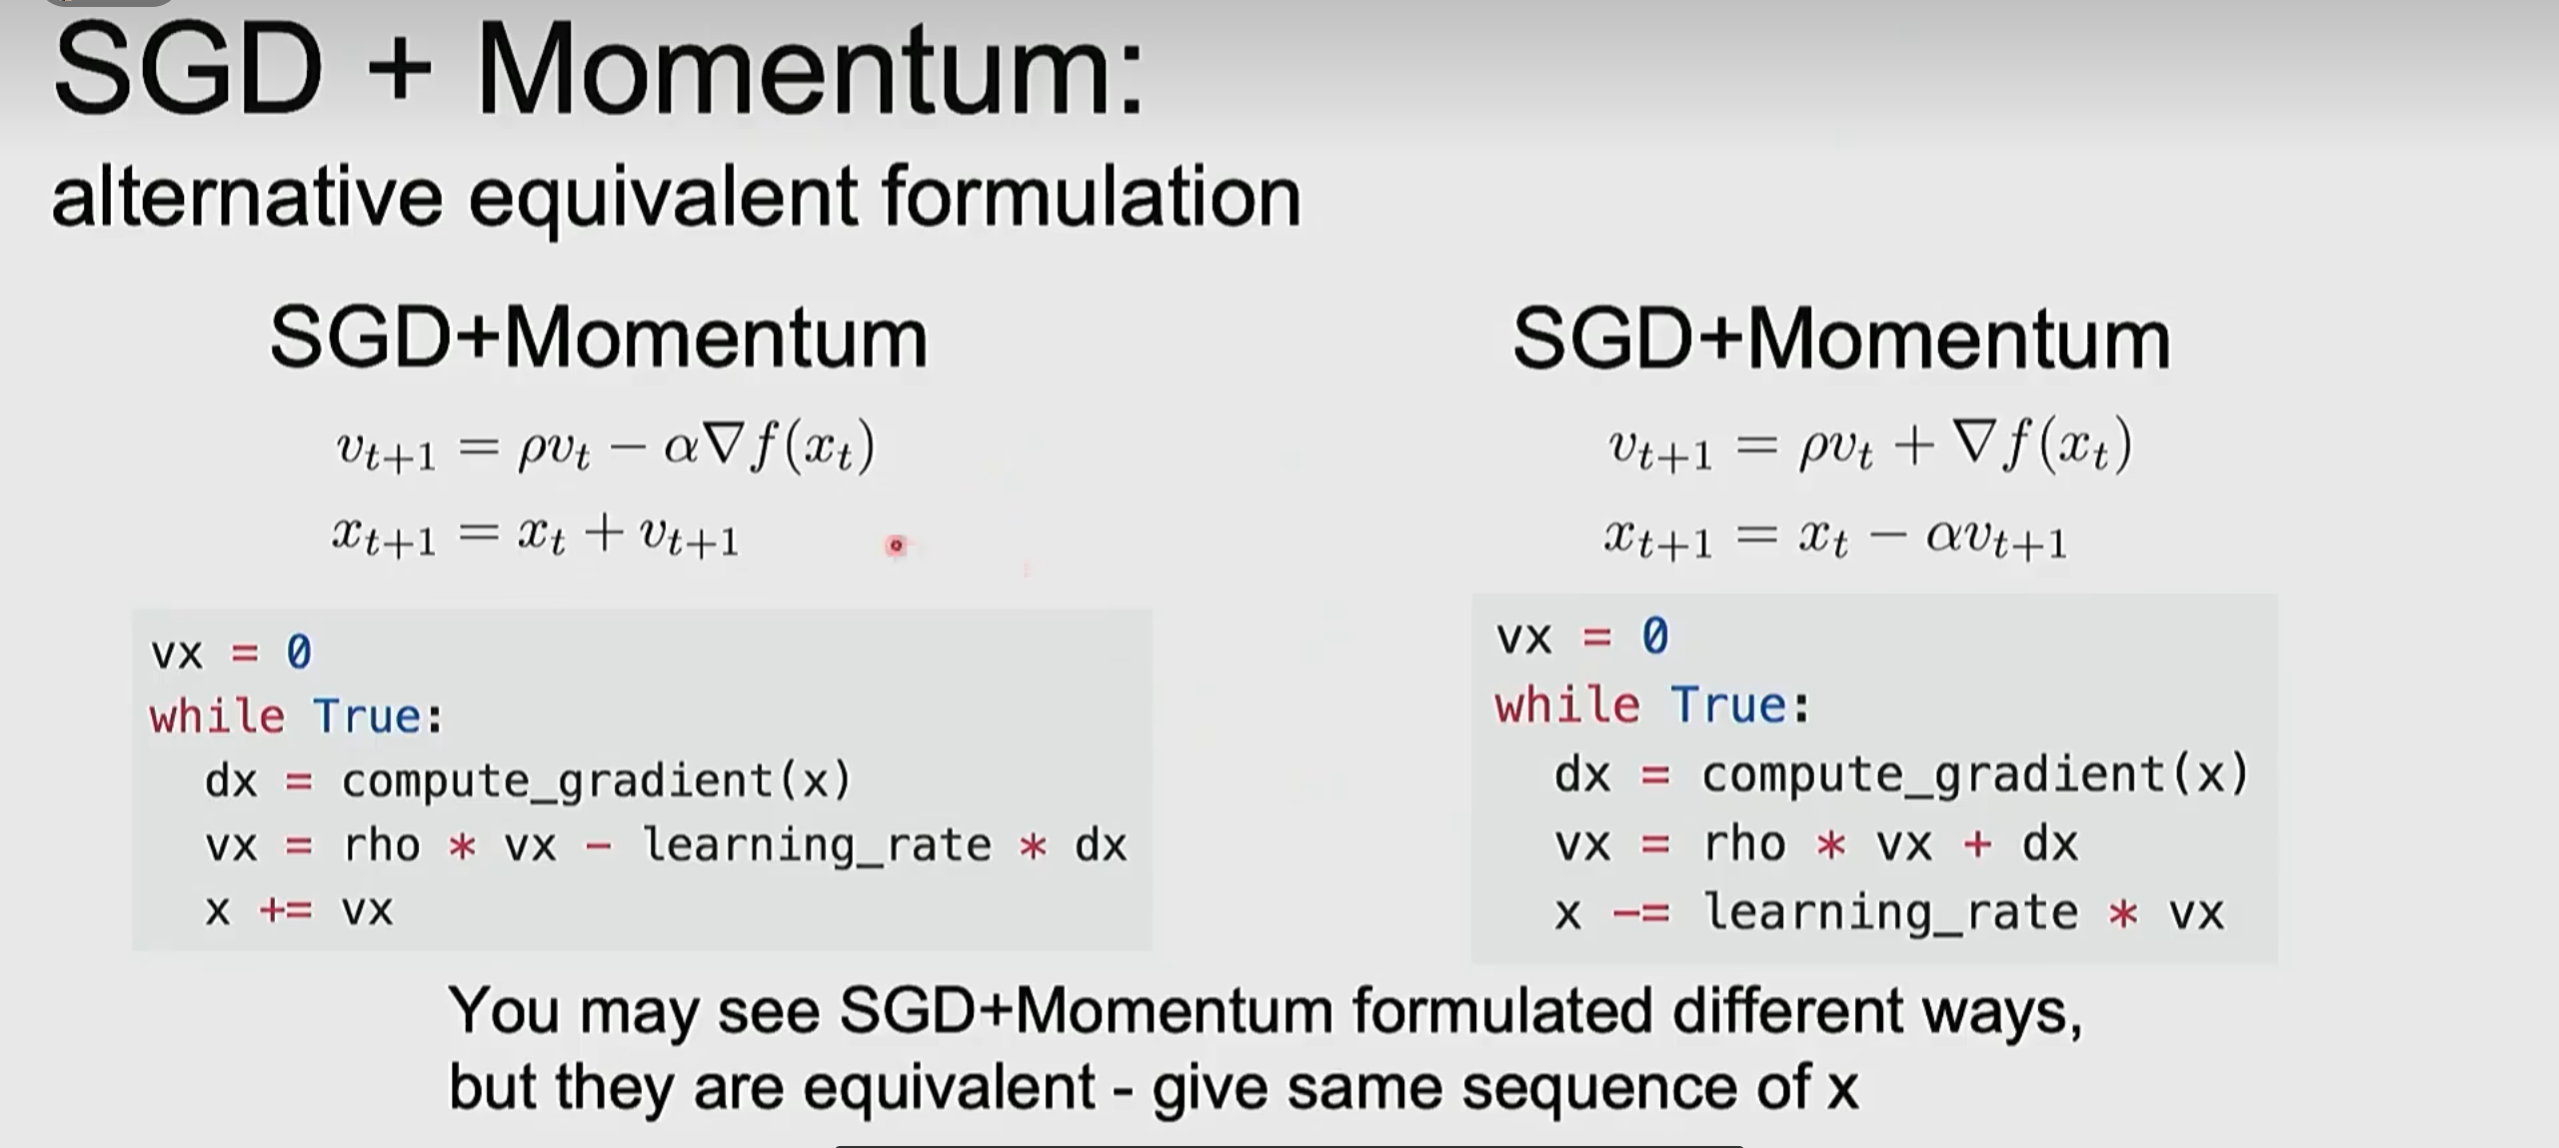 SGD + Momentum:
alternative equivalent formulation
SGD+Momentum
v_{t+1} = ρv_t − α∇f(x_t)
x_{t+1} = x_t + v_{t+1}
vx = 0
while True:
  dx = compute_gradient(x)
  vx = rho * vx - learning_rate * dx
  x += vx
SGD+Momentum
v_{t+1} = ρv_t + ∇f(x_t)
x_{t+1} = x_t − αv_{t+1}
vx = 0
while True:
  dx = compute_gradient(x)
  vx = rho * vx + dx
  x -= learning_rate * vx
You may see SGD+Momentum formulated different ways,
but they are equivalent - give same sequence of x